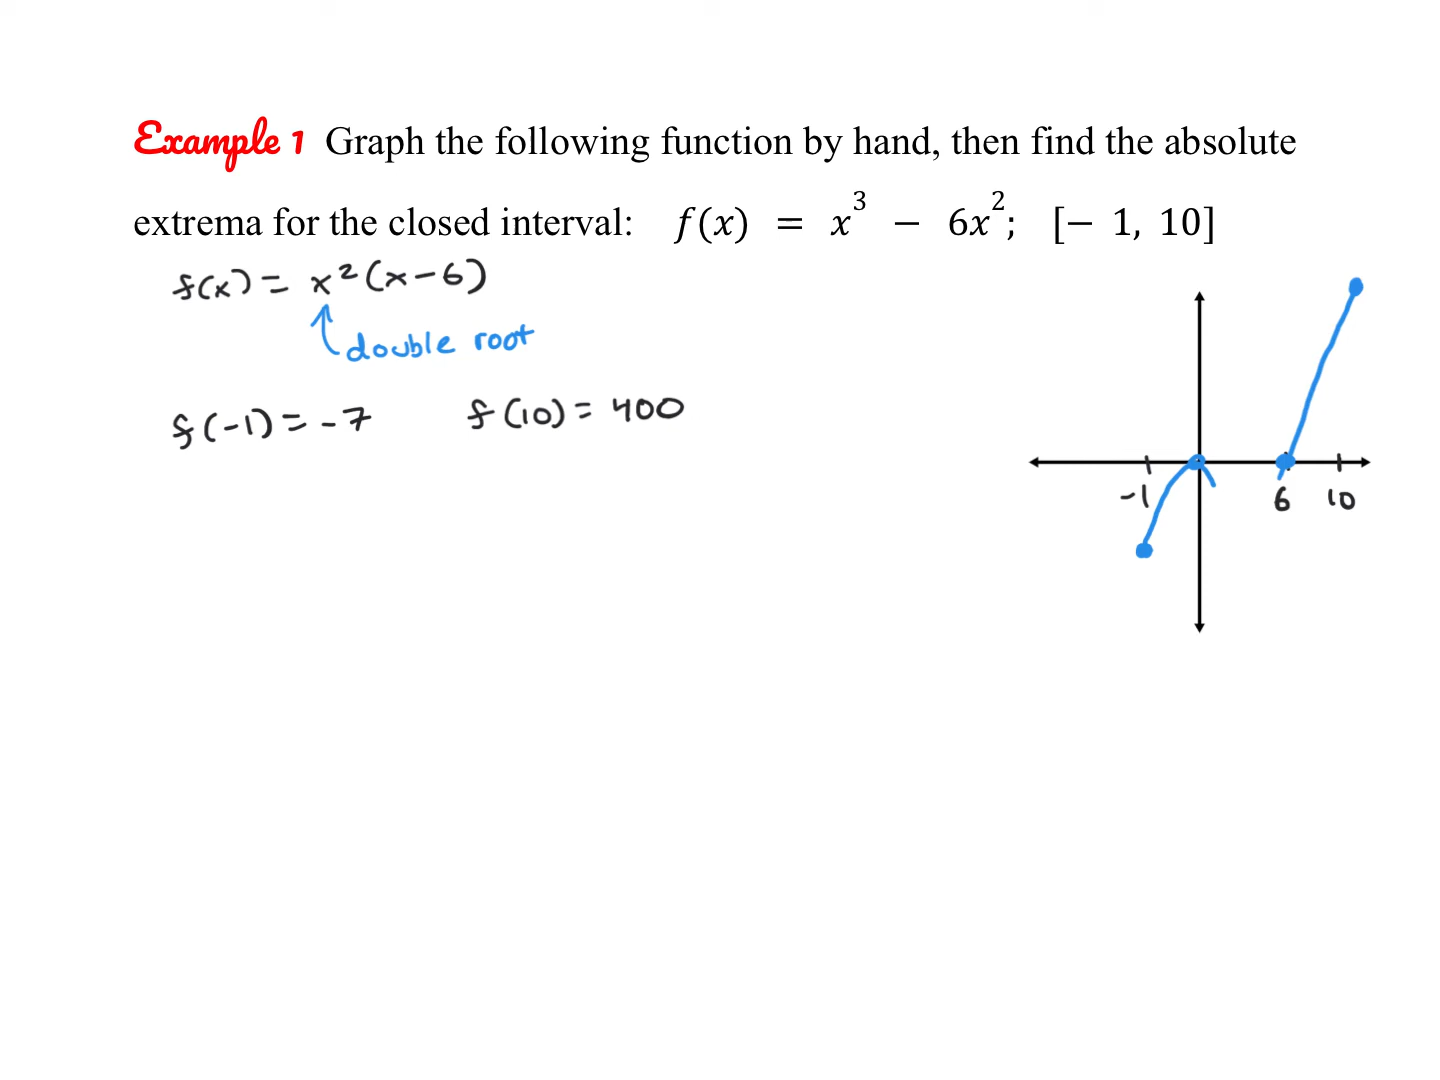 Example 1 Graph the following function by hand, then find the absolute
extrema for the closed interval: f(x) = x³ − 6x²; [− 1, 10]
f(x) = x²(x−6)
double root
f(-1) = -7 f(10) = 400
-1 6 10